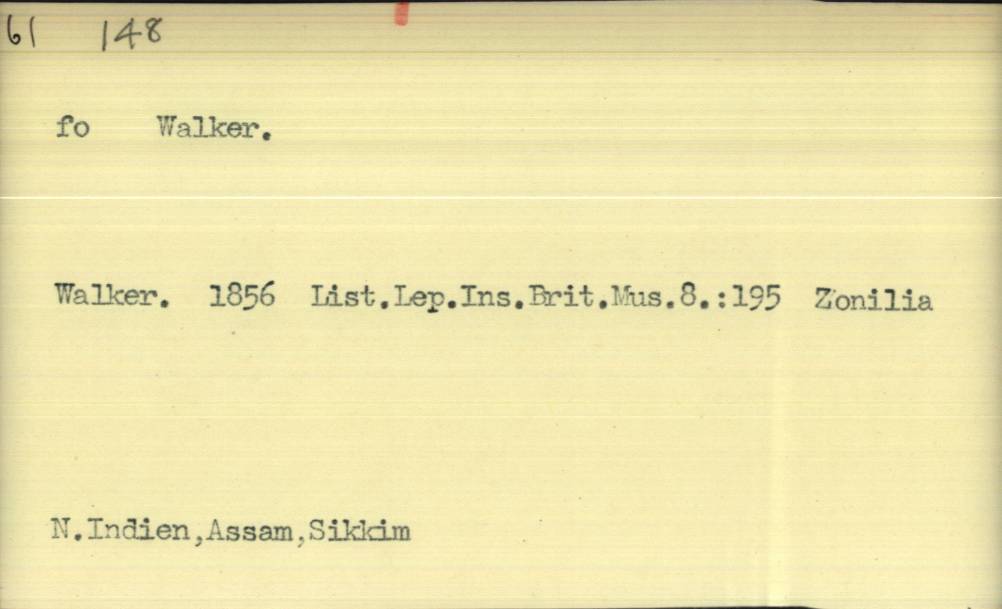 61 148
fo Walker.
Walker. 1856 List.Lep.Ins.Brit.Mus.8.:195 Zonilia
N.Indien,Assam,Sikkim